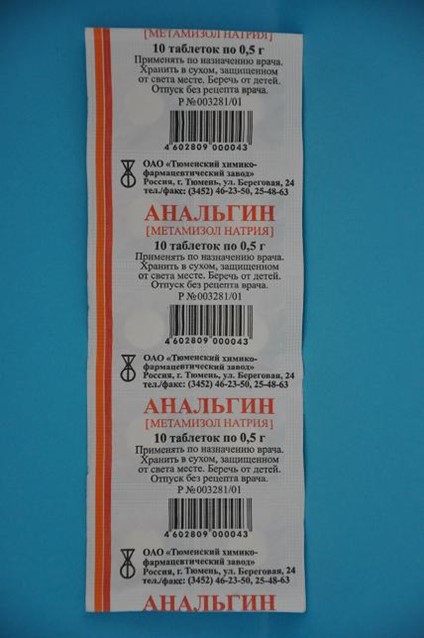 [МЕТАМИЗОЛ НАТРИЯ]
10 таблеток по 0,5 г
Применять по назначению врача.
Хранить в сухом, защищенном
от света месте. Беречь от детей.
Отпуск без рецепта врача.
Р №003281/01
4 602809 000043
ОАО «Тюменский химико-
фармацевтический завод»
Россия, г. Тюмень, ул. Береговая, 24
тел./факс: (3452) 46-23-50, 25-48-63
АНАЛЬГИН
[МЕТАМИЗОЛ НАТРИЯ]
10 таблеток по 0,5 г
Применять по назначению врача.
Хранить в сухом, защищенном
от света месте. Беречь от детей.
Отпуск без рецепта врача.
Р №003281/01
4 602809 000043
ОАО «Тюменский химико-
фармацевтический завод»
Россия, г. Тюмень, ул. Береговая, 24
тел./факс: (3452) 46-23-50, 25-48-63
АНАЛЬГИН
[МЕТАМИЗОЛ НАТРИЯ]
10 таблеток по 0,5 г
Применять по назначению врача.
Хранить в сухом, защищенном
от света месте. Беречь от детей.
Отпуск без рецепта врача.
Р №003281/01
4 602809 000043
ОАО «Тюменский химико-
фармацевтический завод»
Россия, г. Тюмень, ул. Береговая, 24
тел./факс: (3452) 46-23-50, 25-48-63
АНАЛЬГИН